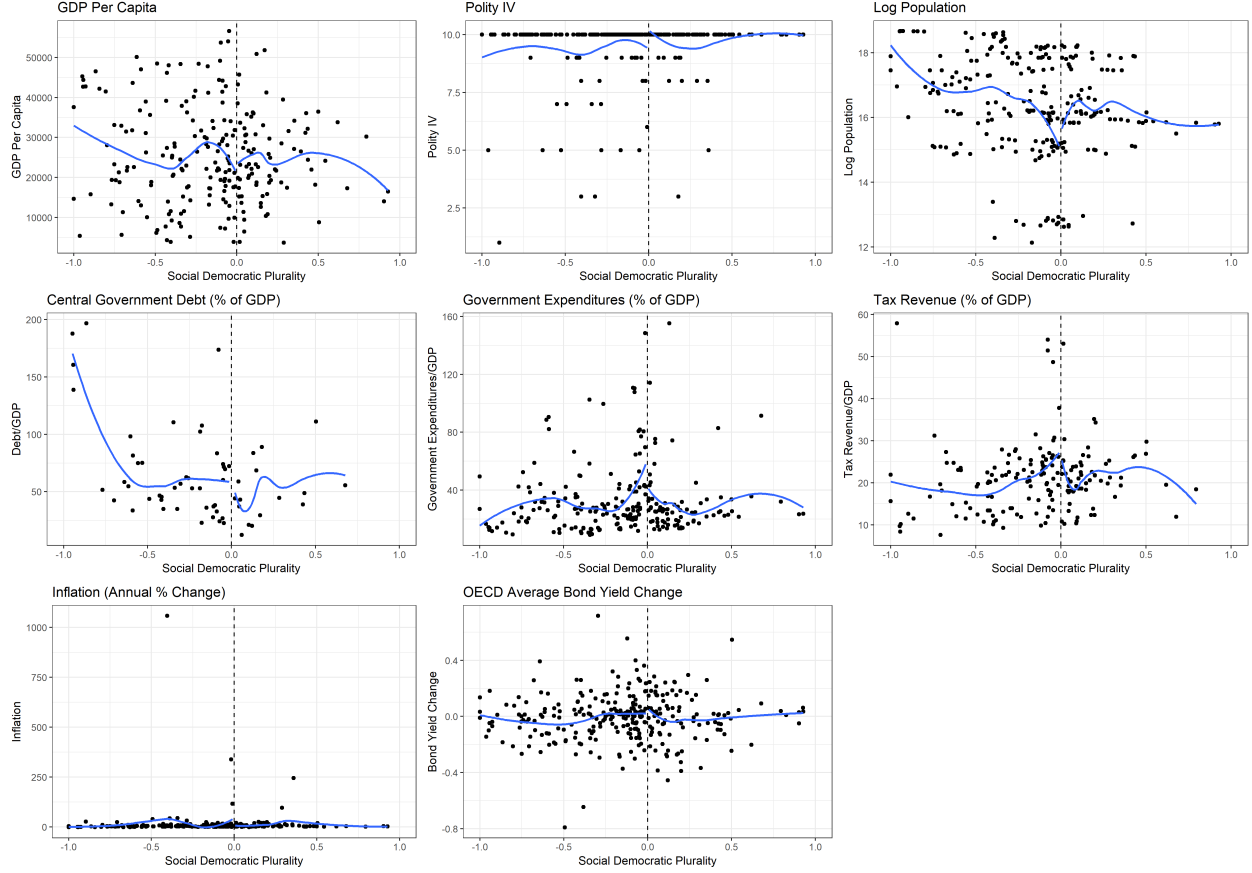 GDP Per Capita
GDP Per Capita
50000
40000
30000
20000
10000
-1.0 -0.5 0.0 0.5 1.0
Social Democratic Plurality
Polity IV
Polity IV
10.0
7.5
5.0
2.5
-1.0 -0.5 0.0 0.5 1.0
Social Democratic Plurality
Log Population
Log Population
18
16
14
12
-1.0 -0.5 0.0 0.5 1.0
Social Democratic Plurality
Central Government Debt (% of GDP)
Debt/GDP
200
150
100
50
-1.0 -0.5 0.0 0.5 1.0
Social Democratic Plurality
Government Expenditures (% of GDP)
Government Expenditures/GDP
160
120
80
40
-1.0 -0.5 0.0 0.5 1.0
Social Democratic Plurality
Tax Revenue (% of GDP)
Tax Revenue/GDP
60
50
40
30
20
10
-1.0 -0.5 0.0 0.5 1.0
Social Democratic Plurality
Inflation (Annual % Change)
Inflation
1000
750
500
250
0
-1.0 -0.5 0.0 0.5 1.0
Social Democratic Plurality
OECD Average Bond Yield Change
Bond Yield Change
0.4
0.0
-0.4
-0.8
-1.0 -0.5 0.0 0.5 1.0
Social Democratic Plurality